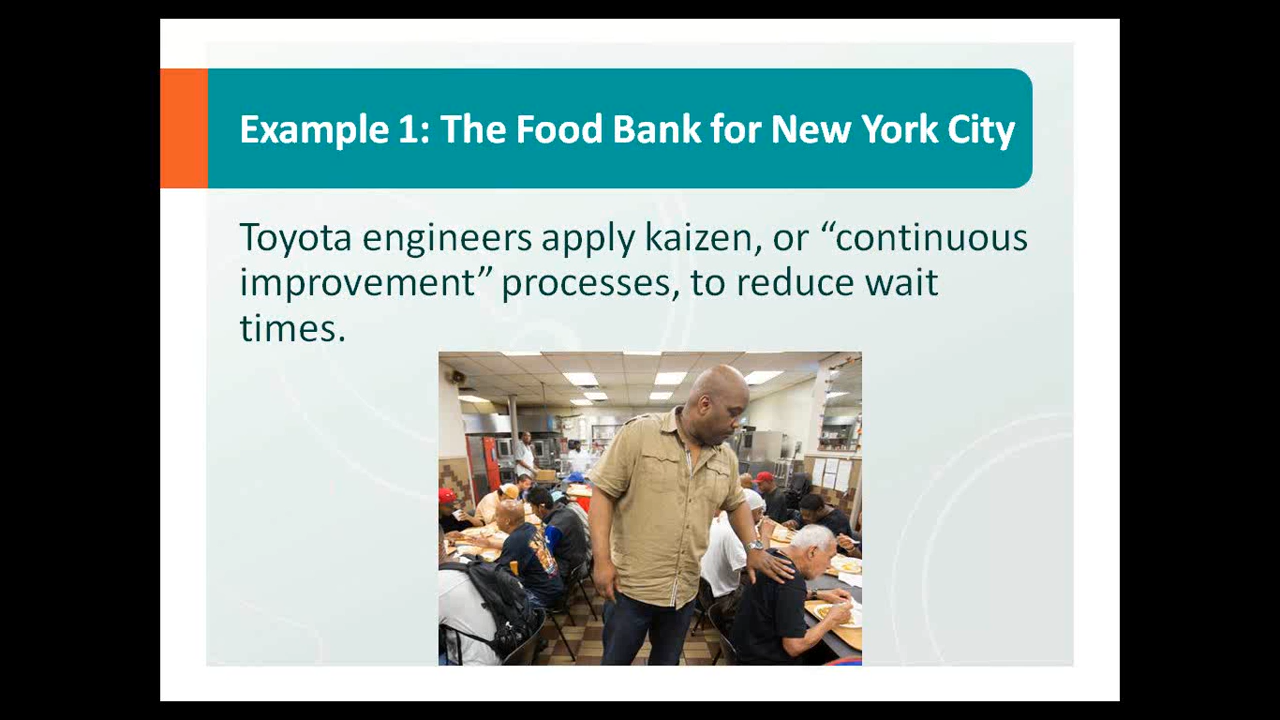 Example 1: The Food Bank for New York City
Toyota engineers apply kaizen, or “continuous
improvement” processes, to reduce wait
times.